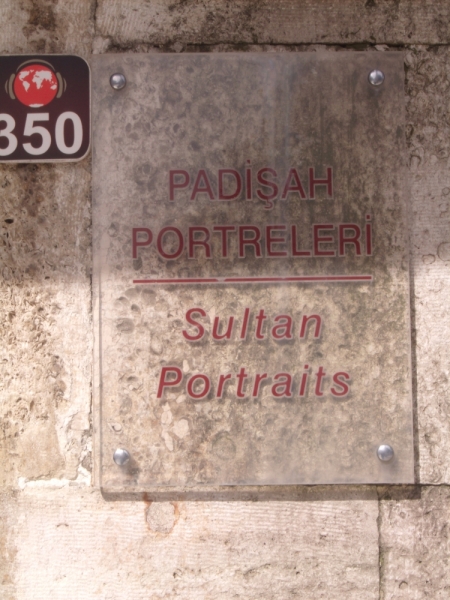 350
PADİŞAH
PORTRELERİ
Sultan
Portraits